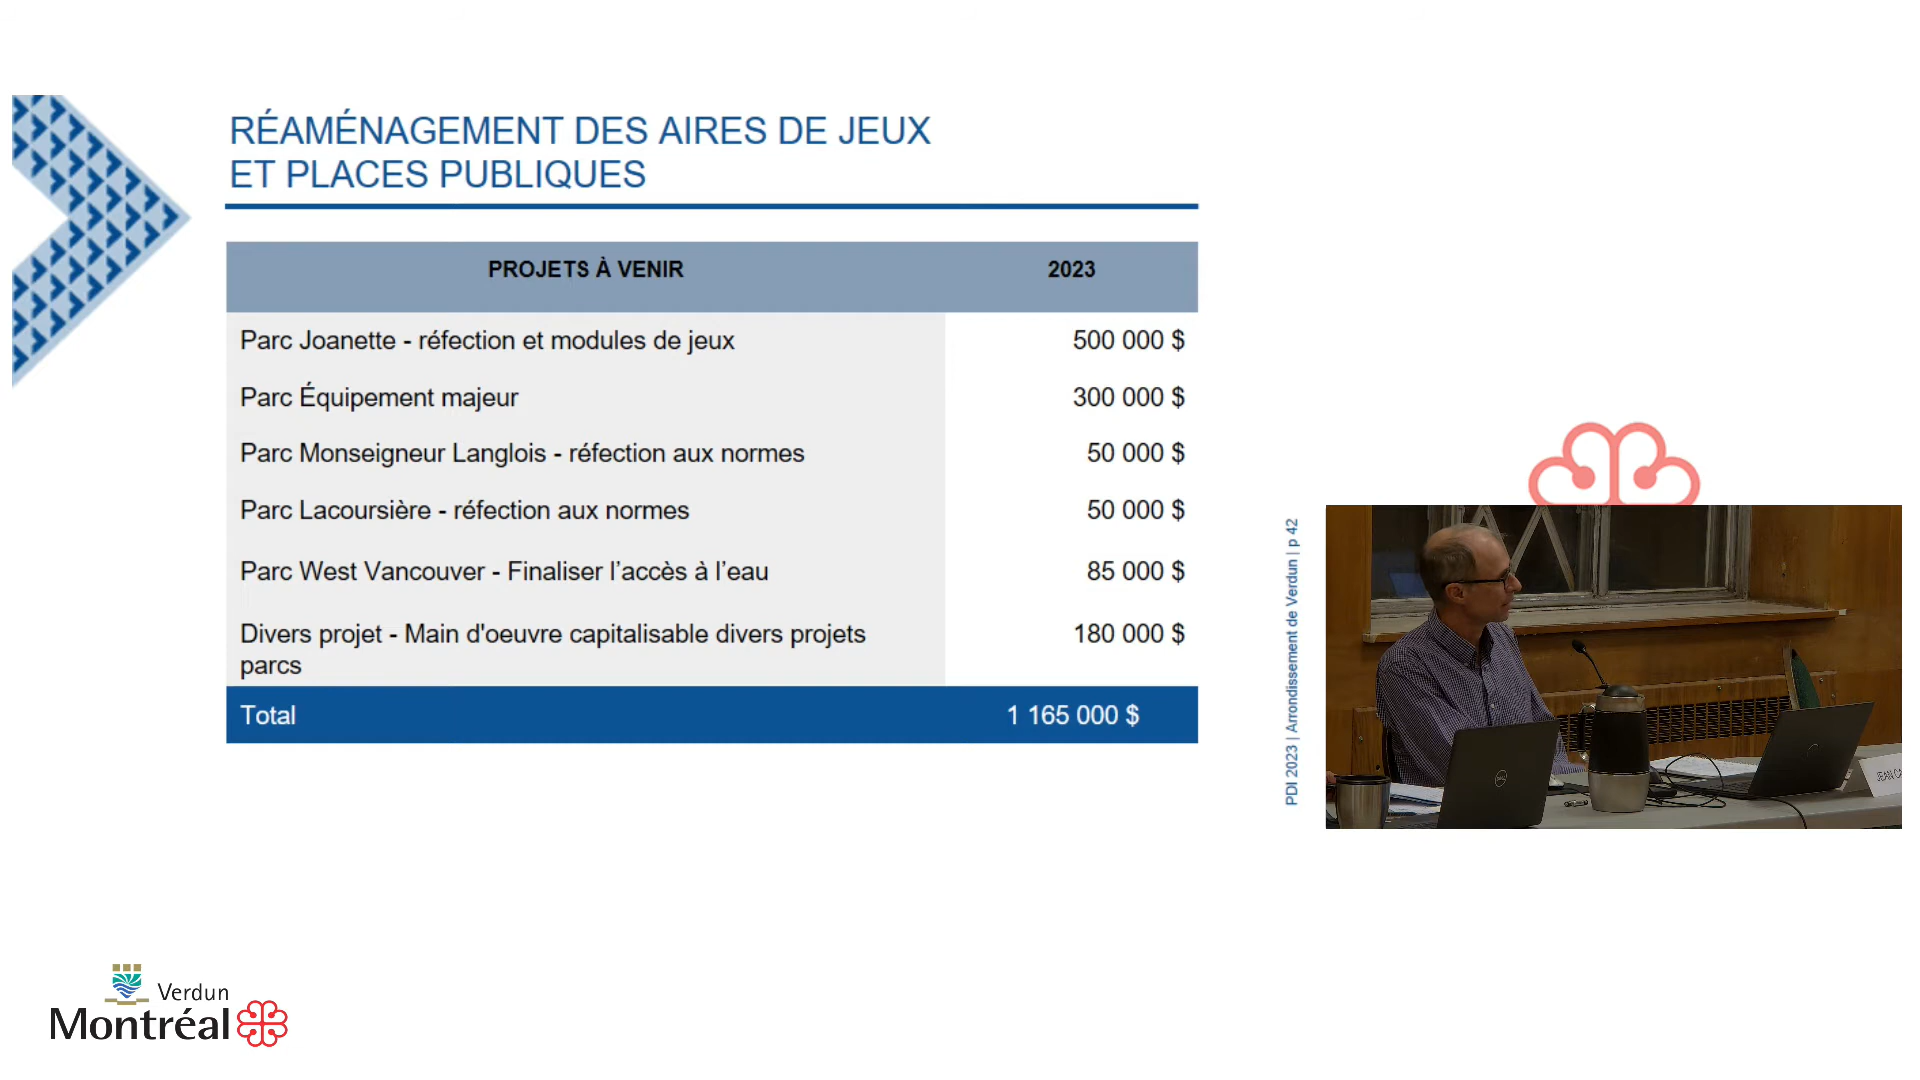 RÉAMÉNAGEMENT DES AIRES DE JEUX
ET PLACES PUBLIQUES
PROJETS À VENIR 2023
Parc Joanette - réfection et modules de jeux 500 000 $
Parc Équipement majeur 300 000 $
Parc Monseigneur Langlois - réfection aux normes 50 000 $
Parc Lacoursière - réfection aux normes 50 000 $
Parc West Vancouver - Finaliser l’accès à l’eau 85 000 $
Divers projet - Main d'oeuvre capitalisable divers projets 180 000 $
parcs
Total 1 165 000 $
PDI 2023 | Arrondissement de Verdun | p 42
DELL
JEAN
Verdun
Montréal